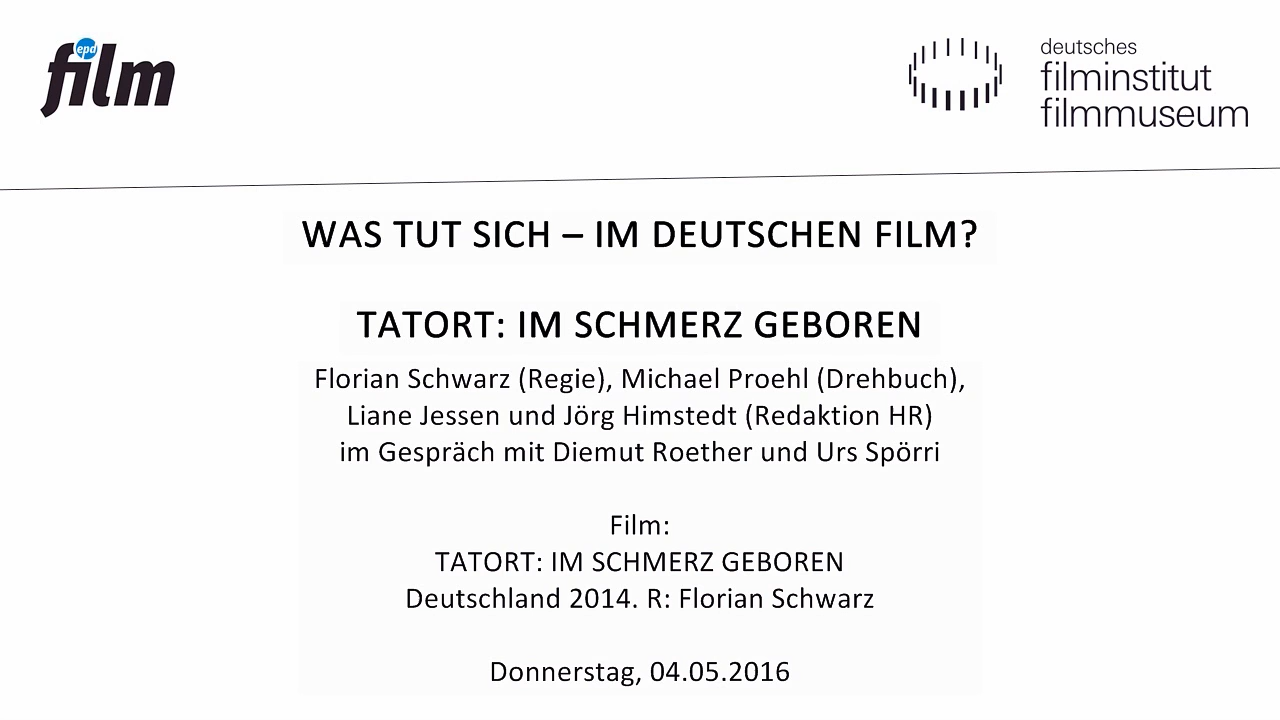 epd
film
deutsches
filminstitut
filmmuseum
WAS TUT SICH – IM DEUTSCHEN FILM?
TATORT: IM SCHMERZ GEBOREN
Florian Schwarz (Regie), Michael Proehl (Drehbuch),
Liane Jessen und Jörg Himstedt (Redaktion HR)
im Gespräch mit Diemut Roether und Urs Spörri
Film:
TATORT: IM SCHMERZ GEBOREN
Deutschland 2014. R: Florian Schwarz
Donnerstag, 04.05.2016